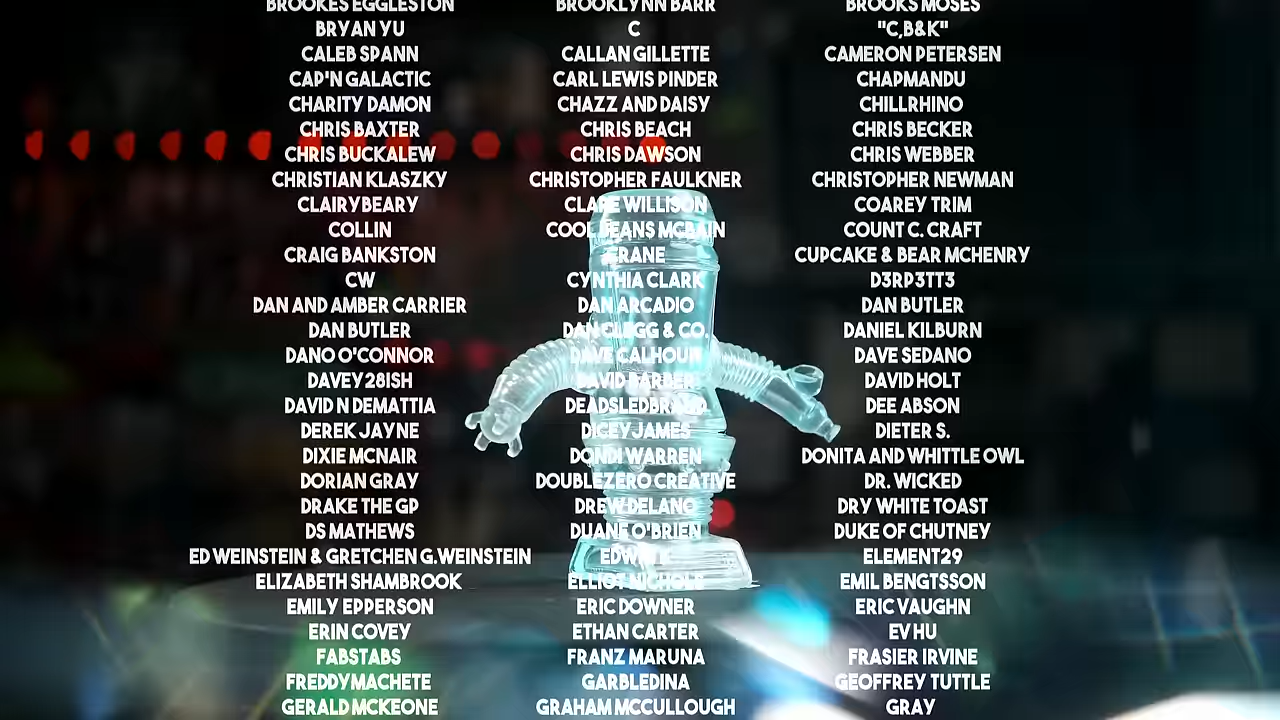 BROOKES EGGLESTON BROOKLYNN BARR BROOKS MOSES
BRYAN YU C "C,B&K"
CALEB SPANN CALLAN GILLETTE CAMERON PETERSEN
CAP'N GALACTIC CARL LEWIS PINDER CHAPMANDU
CHARITY DAMON CHAZZ AND DAISY CHILLRHINO
CHRIS BAXTER CHRIS BEACH CHRIS BECKER
CHRIS BUCKALEW CHRIS DAWSON CHRIS WEBBER
CHRISTIAN KLASZKY CHRISTOPHER FAULKNER CHRISTOPHER NEWMAN
CLAIRYBEARY CLARE WILLISON COAREY TRIM
COLLIN COOL BEANS MCBAIN COUNT C. CRAFT
CRAIG BANKSTON CRANE CUPCAKE & BEAR MCHENRY
CW CYNTHIA CLARK D3RP3TT3
DAN AND AMBER CARRIER DAN ARCADIO DAN BUTLER
DAN BUTLER DAN CLEGG & CO. DANIEL KILBURN
DANO O'CONNOR DAVE CALHOUN DAVE SEDANO
DAVEY28ISH DAVID BARBER DAVID HOLT
DAVID N DEMATTIA DEE ABSON
DEREK JAYNE DICEYJAMES DIETER S.
DIXIE MCNAIR DONDI WARREN DONITA AND WHITTLE OWL
DORIAN GRAY DOUBLEZERO CREATIVE DR. WICKED
DRAKE THE GP DREW DELANO DRY WHITE TOAST
DS MATHEWS DUANE O'BRIEN DUKE OF CHUTNEY
ED WEINSTEIN & GRETCHEN G.WEINSTEIN ELEMENT29
ELIZABETH SHAMBROOK ELLIOT NICHOLS EMIL BENGTSSON
EMILY EPPERSON ERIC DOWNER ERIC VAUGHN
ERIN COVEY ETHAN CARTER EV HU
FABSTABS FRANZ MARUNA FRASIER IRVINE
FREDDYMACHETE GARBLEDINA GEOFFREY TUTTLE
GERALD MCKEONE GRAHAM MCCULLOUGH GRAY